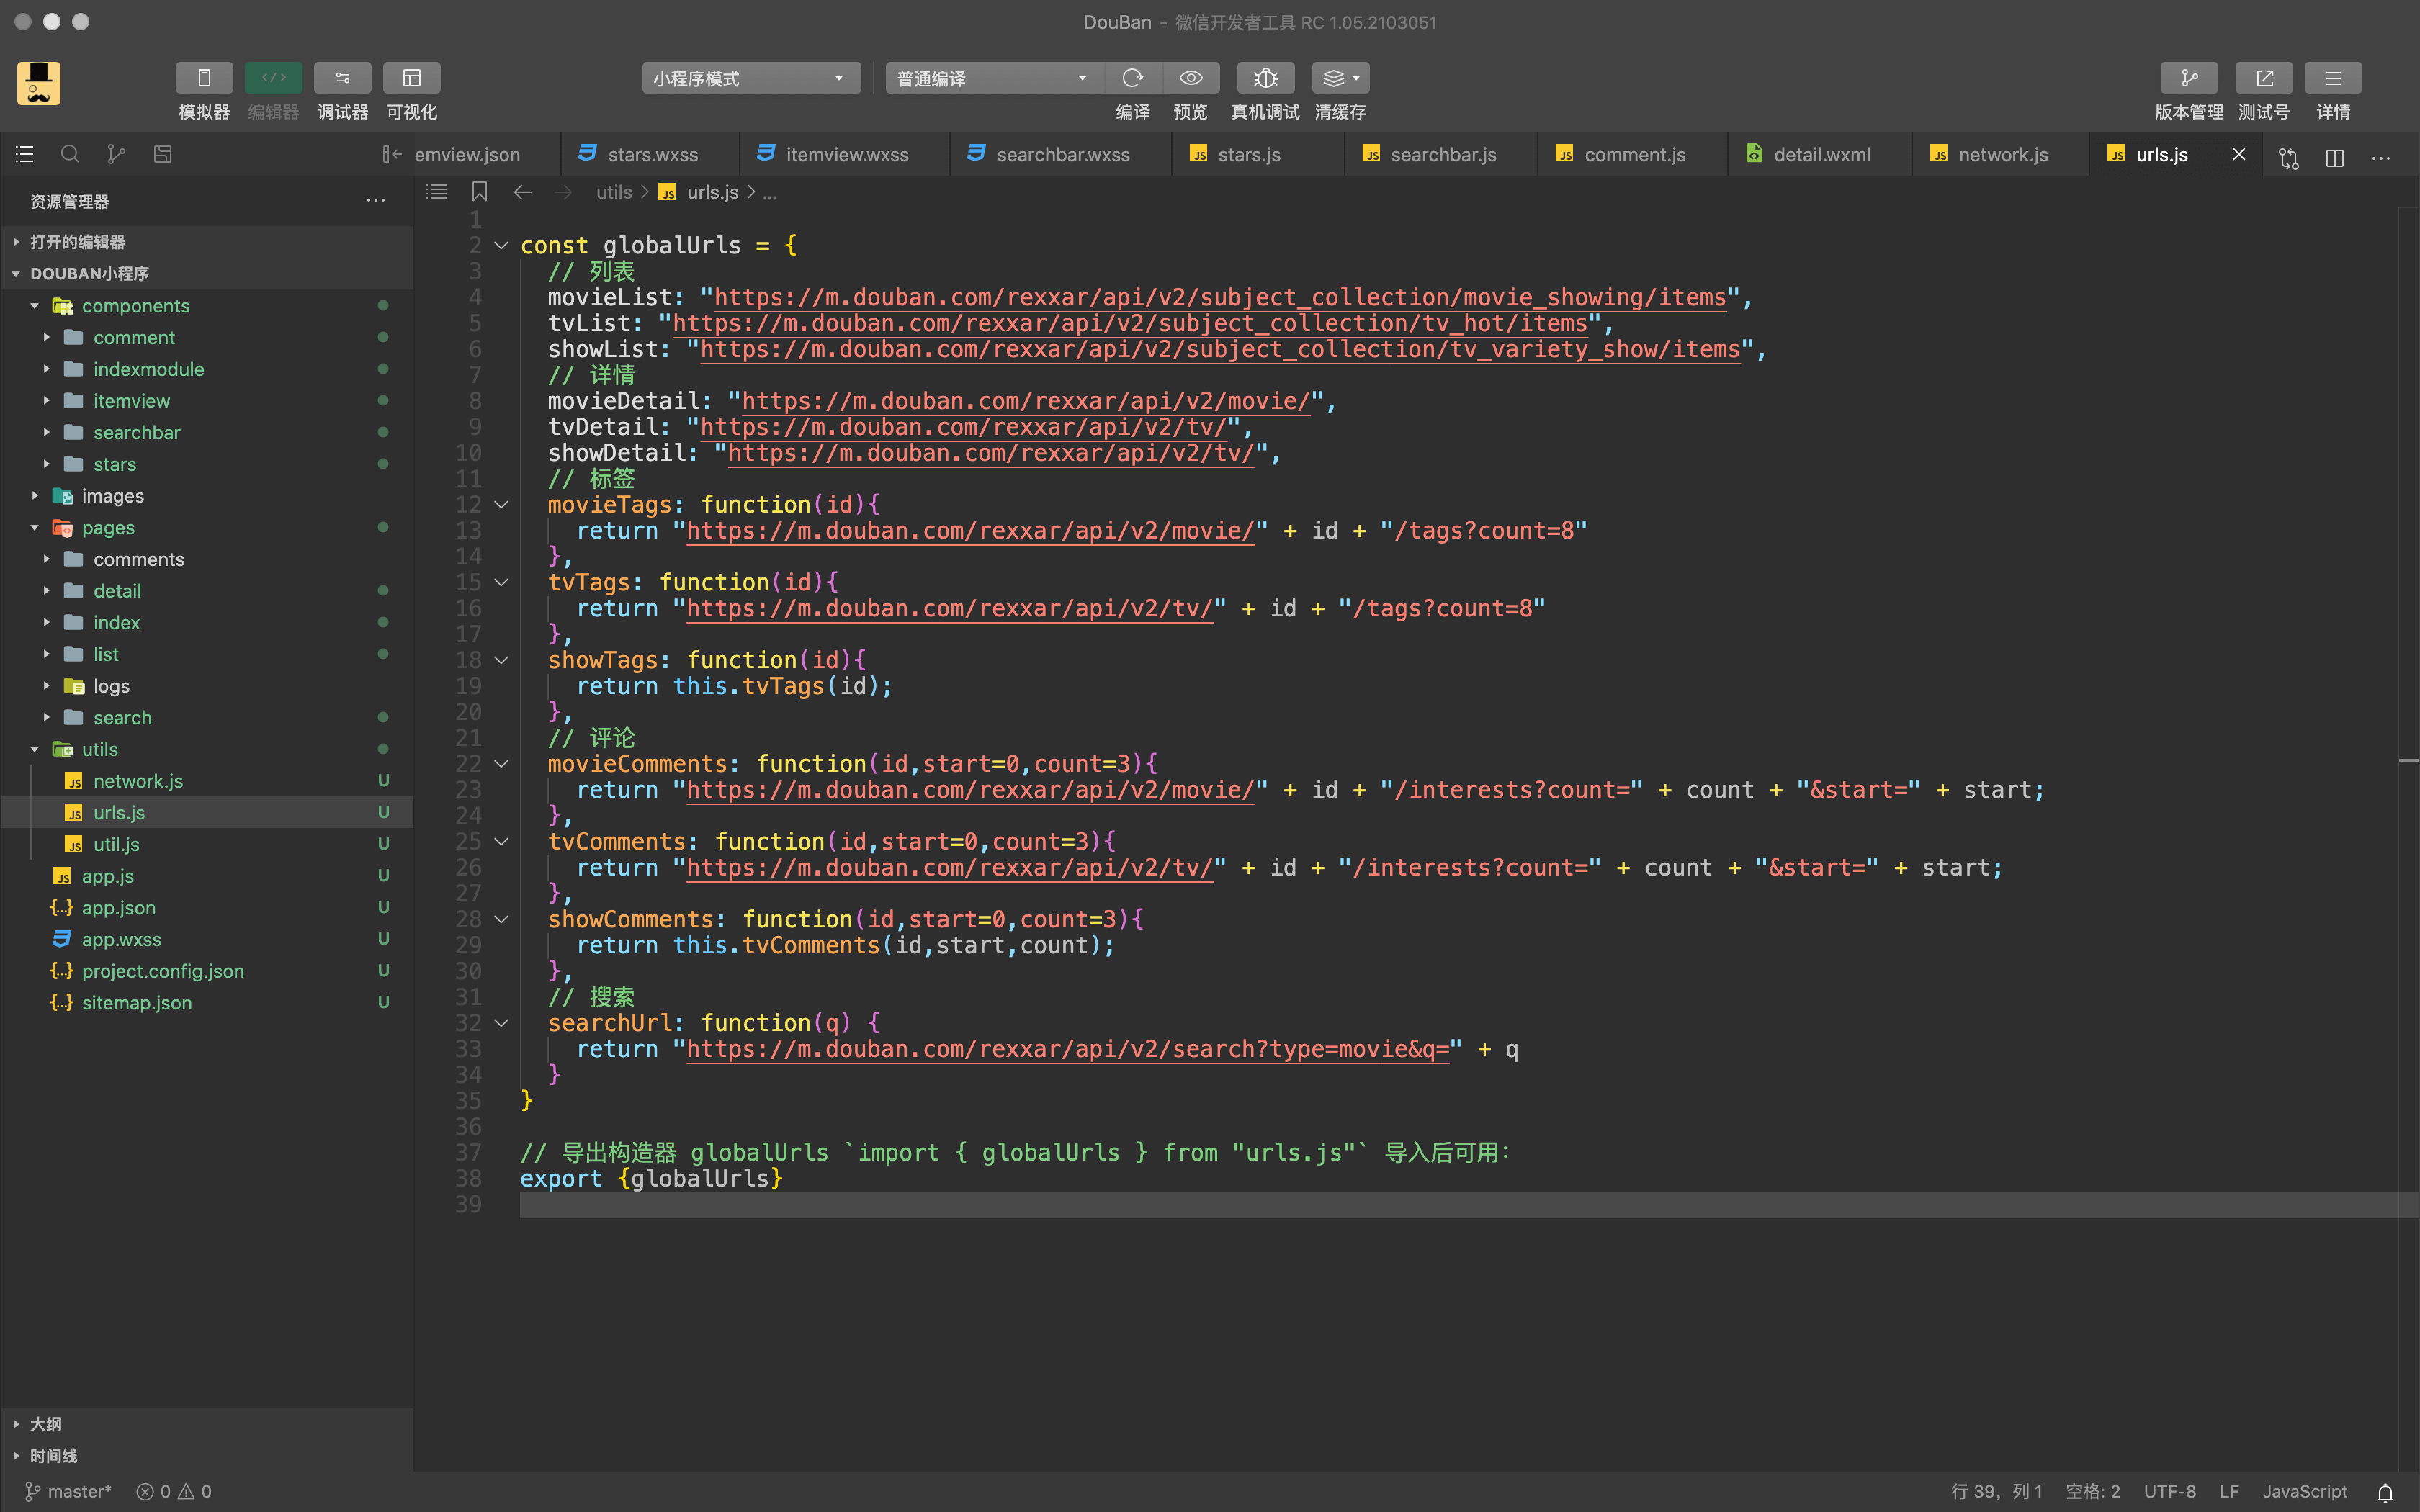 DouBan - 微信开发者工具 RC 1.05.2103051
模拟器 编辑器 调试器 可视化
小程序模式 普通编译
编译 预览 真机调试 清缓存
版本管理 测试号 详情
emview.json stars.wxss itemview.wxss searchbar.wxss stars.js searchbar.js comment.js detail.wxml network.js urls.js
utils > urls.js > ...
资源管理器
打开的编辑器
DOUBAN小程序
components
comment
indexmodule
itemview
searchbar
stars
images
pages
comments
detail
index
list
logs
search
utils
network.js U
urls.js U
util.js U
app.js U
app.json U
app.wxss U
project.config.json U
sitemap.json U
大纲
时间线
1
2 const globalUrls = {
3 // 列表
4 movieList: "https://m.douban.com/rexxar/api/v2/subject_collection/movie_showing/items",
5 tvList: "https://m.douban.com/rexxar/api/v2/subject_collection/tv_hot/items",
6 showList: "https://m.douban.com/rexxar/api/v2/subject_collection/tv_variety_show/items",
7 // 详情
8 movieDetail: "https://m.douban.com/rexxar/api/v2/movie/",
9 tvDetail: "https://m.douban.com/rexxar/api/v2/tv/",
10 showDetail: "https://m.douban.com/rexxar/api/v2/tv/",
11 // 标签
12 movieTags: function(id){
13 return "https://m.douban.com/rexxar/api/v2/movie/" + id + "/tags?count=8"
14 },
15 tvTags: function(id){
16 return "https://m.douban.com/rexxar/api/v2/tv/" + id + "/tags?count=8"
17 },
18 showTags: function(id){
19 return this.tvTags(id);
20 },
21 // 评论
22 movieComments: function(id,start=0,count=3){
23 return "https://m.douban.com/rexxar/api/v2/movie/" + id + "/interests?count=" + count + "&start=" + start;
24 },
25 tvComments: function(id,start=0,count=3){
26 return "https://m.douban.com/rexxar/api/v2/tv/" + id + "/interests?count=" + count + "&start=" + start;
27 },
28 showComments: function(id,start=0,count=3){
29 return this.tvComments(id,start,count);
30 },
31 // 搜索
32 searchUrl: function(q) {
33 return "https://m.douban.com/rexxar/api/v2/search?type=movie&q=" + q
34 }
35 }
36
37 // 导出构造器 globalUrls `import { globalUrls } from "urls.js"` 导入后可用：
38 export {globalUrls}
39
master* 0 0
行 39，列 1 空格: 2 UTF-8 LF JavaScript